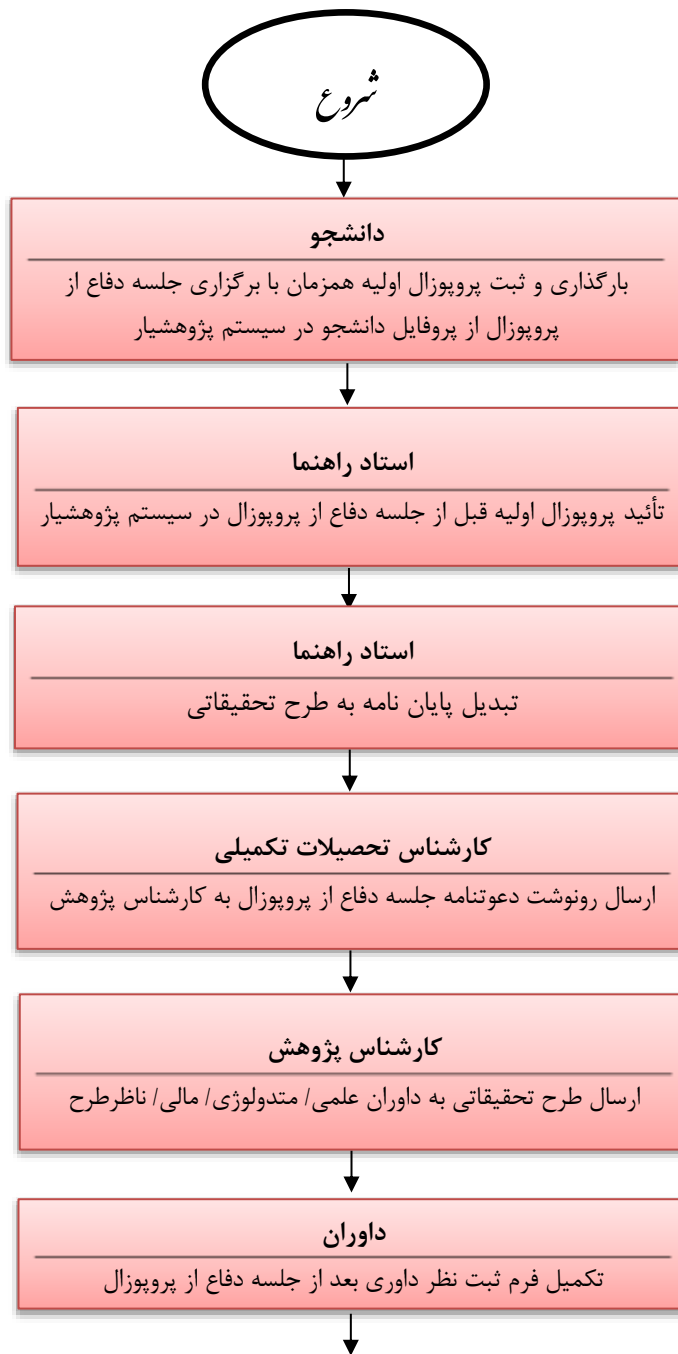 شروع
دانشجو
بارگذاری و ثبت پروپوزال اولیه همزمان با برگزاری جلسه دفاع از
پروپوزال از پروفایل دانشجو در سیستم پژوهشیار
استاد راهنما
تأئید پروپوزال اولیه قبل از جلسه دفاع از پروپوزال در سیستم پژوهشیار
استاد راهنما
تبدیل پایان نامه به طرح تحقیقاتی
کارشناس تحصیلات تکمیلی
ارسال رونوشت دعوتنامه جلسه دفاع از پروپوزال به کارشناس پژوهش
کارشناس پژوهش
ارسال طرح تحقیقاتی به داوران علمی/ متدولوژی/ مالی/ ناظرطرح
داوران
تکمیل فرم ثبت نظر داوری بعد از جلسه دفاع از پروپوزال